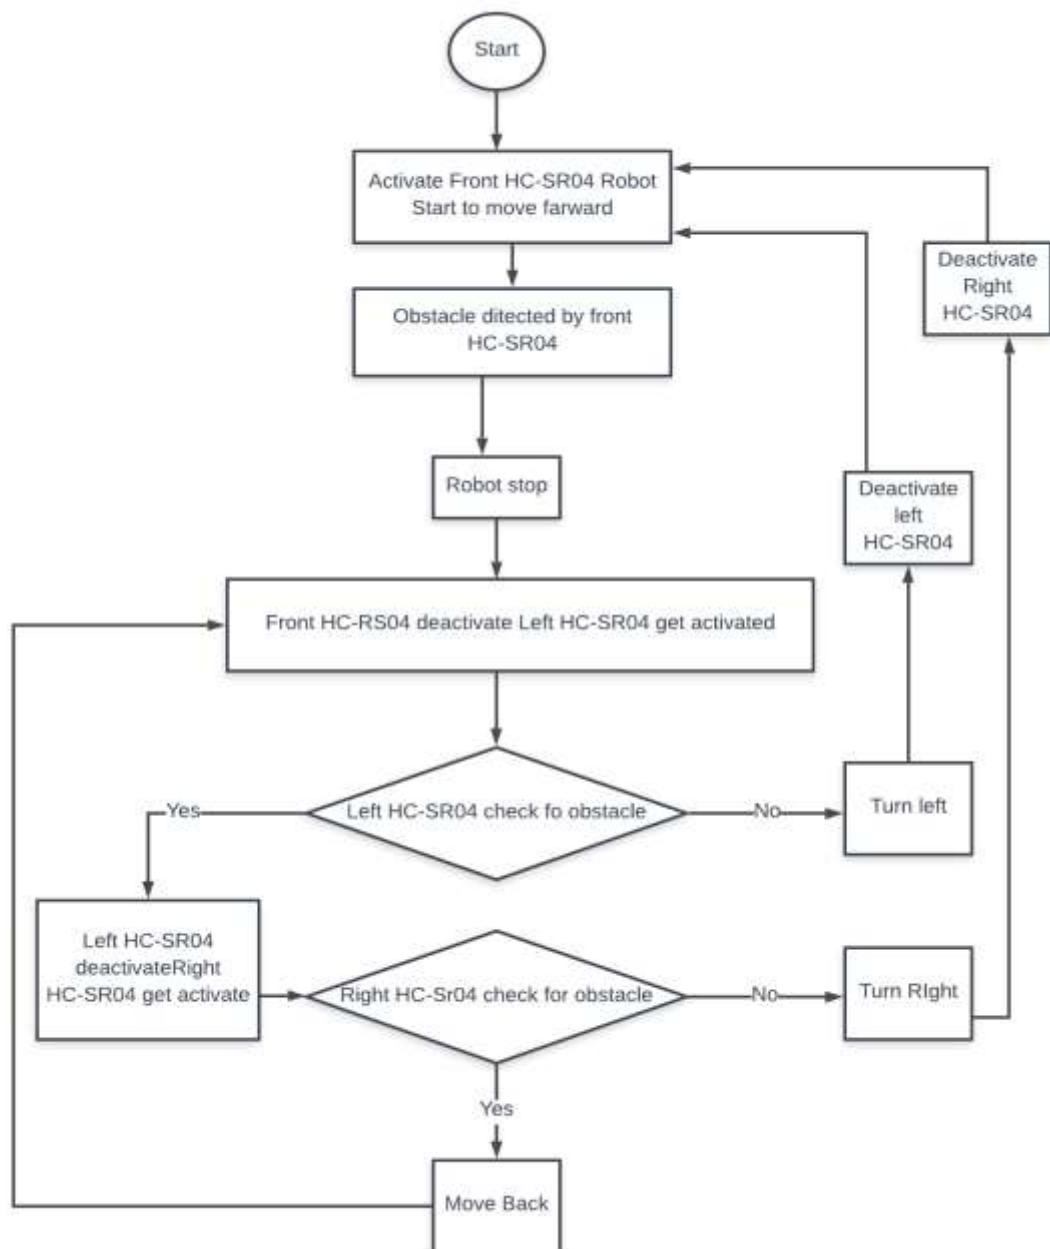 Start
Activate Front HC-SR04 Robot
Start to move farward
Obstacle ditected by front
HC-SR04
Deactivate
Right
HC-SR04
Robot stop
Deactivate
left
HC-SR04
Front HC-RS04 deactivate Left HC-SR04 get activated
Yes
Left HC-SR04 check fo obstacle
No
Turn left
Left HC-SR04
deactivateRight
HC-SR04 get activate
Right HC-Sr04 check for obstacle
No
Turn RIght
Yes
Move Back